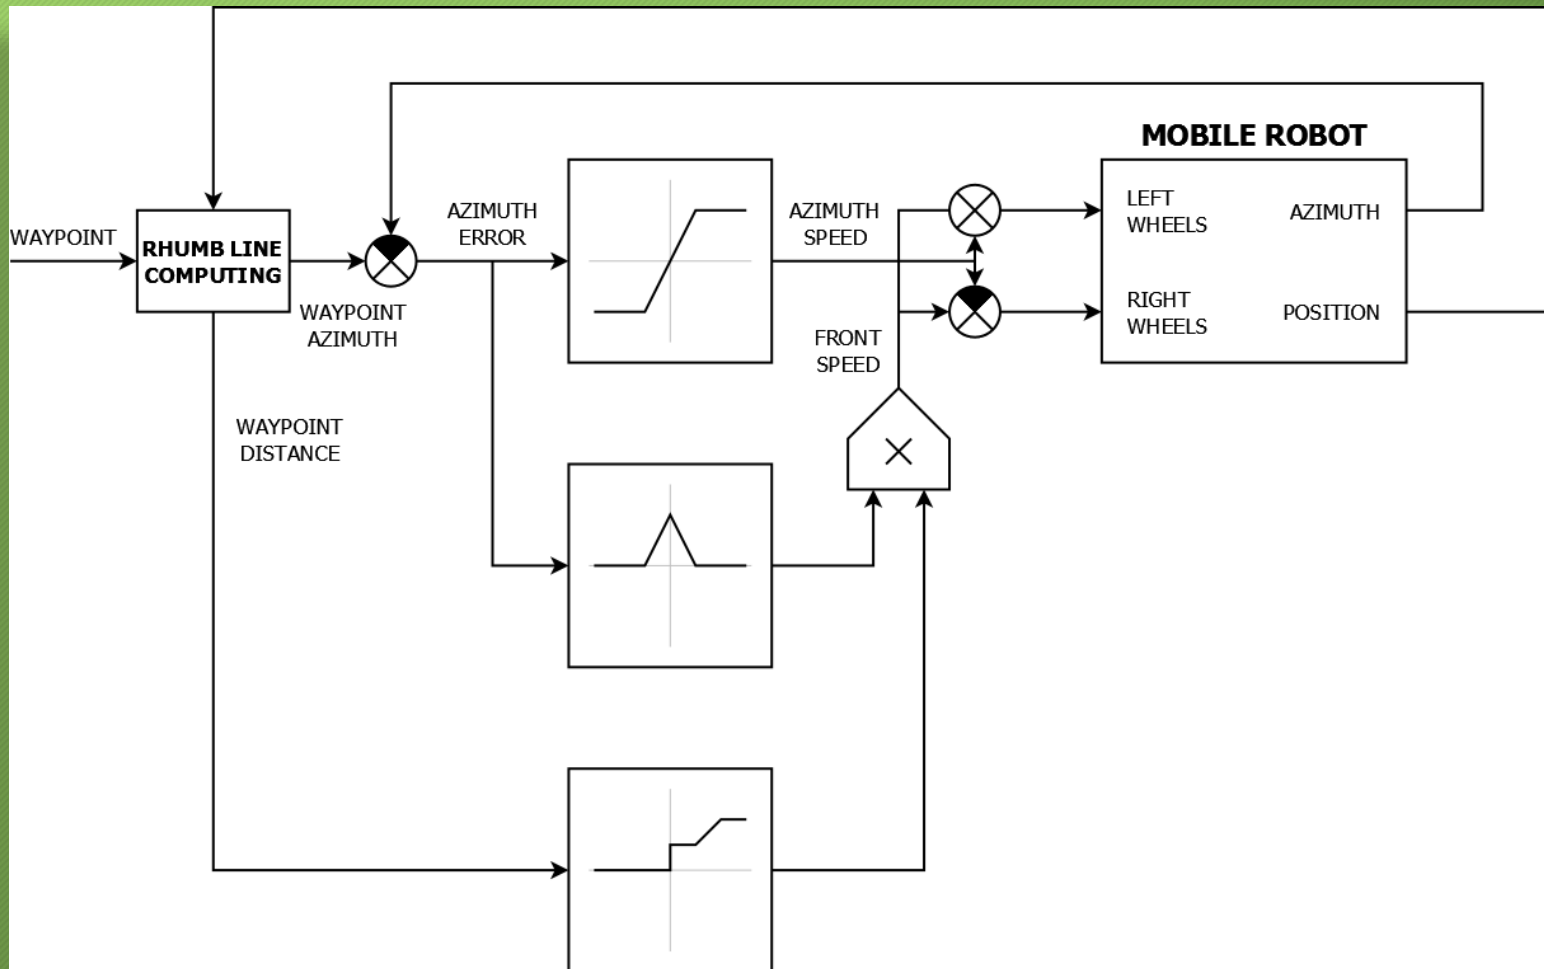 MOBILE ROBOT
WAYPOINT
RHUMB LINE
COMPUTING
WAYPOINT
AZIMUTH
AZIMUTH
ERROR
AZIMUTH
SPEED
LEFT
WHEELS
AZIMUTH
RIGHT
WHEELS
POSITION
FRONT
SPEED
WAYPOINT
DISTANCE